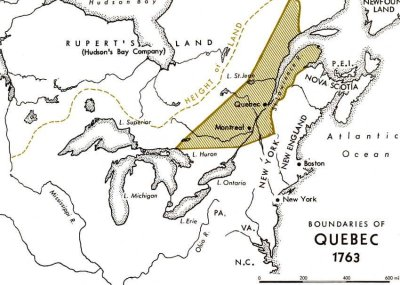 Hudson Bay
NEWFOUND
LAND
RUPERT'S LAND
(Hudson's Bay Company)
HEIGHT OF LAND
L. St. Jean
P.E.I.
NOVA SCOTIA
Quebec
Montreal
L. Superior
L. Huron
L. Ontario
L. Michigan
L. Erie
NEW YORK
NEW ENGLAND
Boston
New York
Atlantic
Ocean
Mississippi R.
Ohio R.
PA.
VA.
N.C.
BOUNDARIES OF
QUEBEC
1763
0 200 400 600 mi.